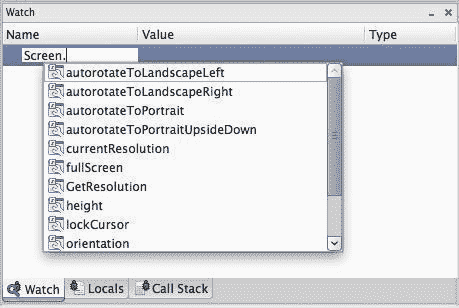 Watch
Name Value Type
Screen.
autorotateToLandscapeLeft
autorotateToLandscapeRight
autorotateToPortrait
autorotateToPortraitUpsideDown
currentResolution
fullScreen
GetResolution
height
lockCursor
orientation
Watch Locals Call Stack